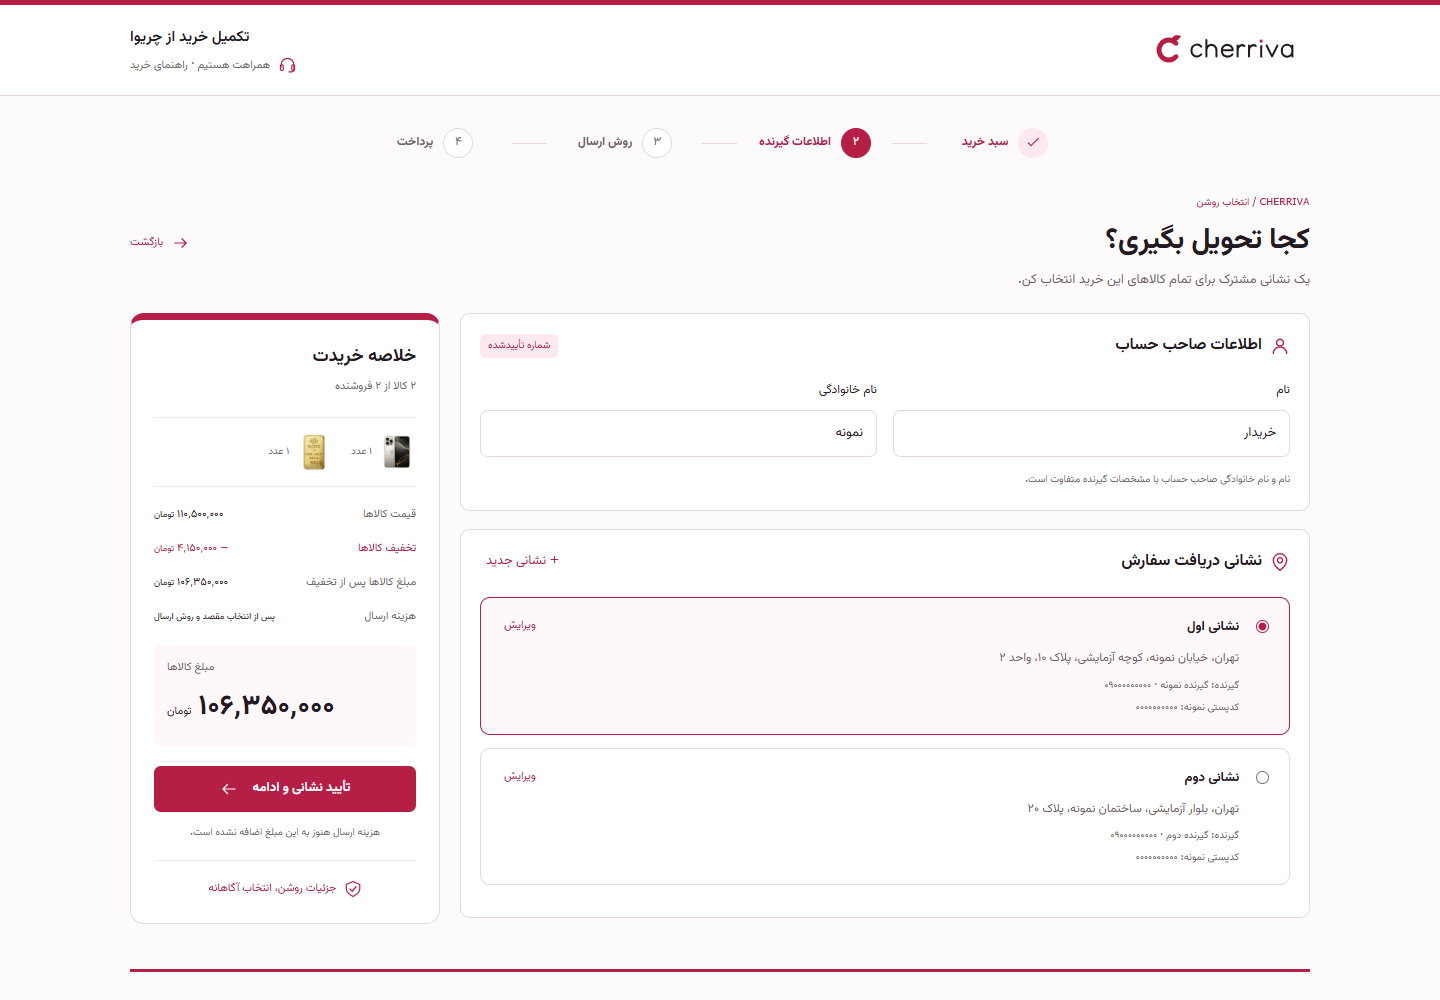 cherriva
تکمیل خرید از چریوا
همراهت هستیم · راهنمای خرید
سبد خرید
۲ اطلاعات گیرنده
۳ روش ارسال
۴ پرداخت
CHERRIVA / انتخاب روشن
کجا تحویل بگیری؟
بازگشت
یک نشانی مشترک برای تمام کالاهای این خرید انتخاب کن.
اطلاعات صاحب حساب
شماره تأییدشده
نام
نام خانوادگی
خریدار
نمونه
نام و نام خانوادگی صاحب حساب با مشخصات گیرنده متفاوت است.
نشانی دریافت سفارش
+ نشانی جدید
نشانی اول
ویرایش
تهران، خیابان نمونه، کوچه آزمایشی، پلاک ۱۰، واحد ۲
گیرنده: گیرنده نمونه · ۰۹۰۰۰۰۰۰۰۰۰
کدپستی نمونه: ۰۰۰۰۰۰۰۰۰۰
نشانی دوم
ویرایش
تهران، بلوار آزمایشی، ساختمان نمونه، پلاک ۲۰
گیرنده: گیرنده دوم · ۰۹۰۰۰۰۰۰۰۰۰
کدپستی نمونه: ۰۰۰۰۰۰۰۰۰۰
خلاصه خریدت
۲ کالا از ۲ فروشنده
۱ عدد
۱ عدد
قیمت کالاها ۱۱۰,۵۰۰,۰۰۰ تومان
تخفیف کالاها − ۴,۱۵۰,۰۰۰ تومان
مبلغ کالاها پس از تخفیف ۱۰۶,۳۵۰,۰۰۰ تومان
هزینه ارسال پس از انتخاب مقصد و روش ارسال
مبلغ کالاها
۱۰۶,۳۵۰,۰۰۰ تومان
تأیید نشانی و ادامه
هزینه ارسال هنوز به این مبلغ اضافه نشده است.
جزئیات روشن، انتخاب آگاهانه